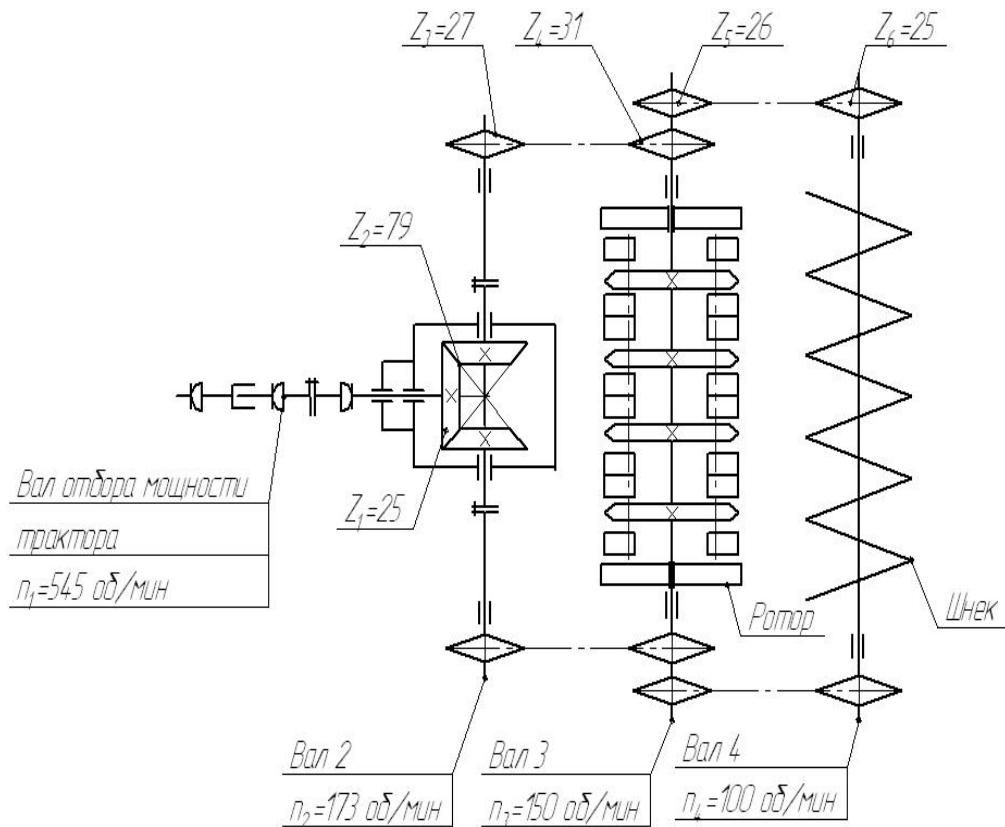 Z₃=27
Z₄=31
Z₅=26
Z₆=25
Z₂=79
Z₁=25
Вал отбора мощности
трактора
n₁=545 об/мин
Ротор
Шнек
Вал 2
n₂=173 об/мин
Вал 3
n₃=150 об/мин
Вал 4
n₄=100 об/мин